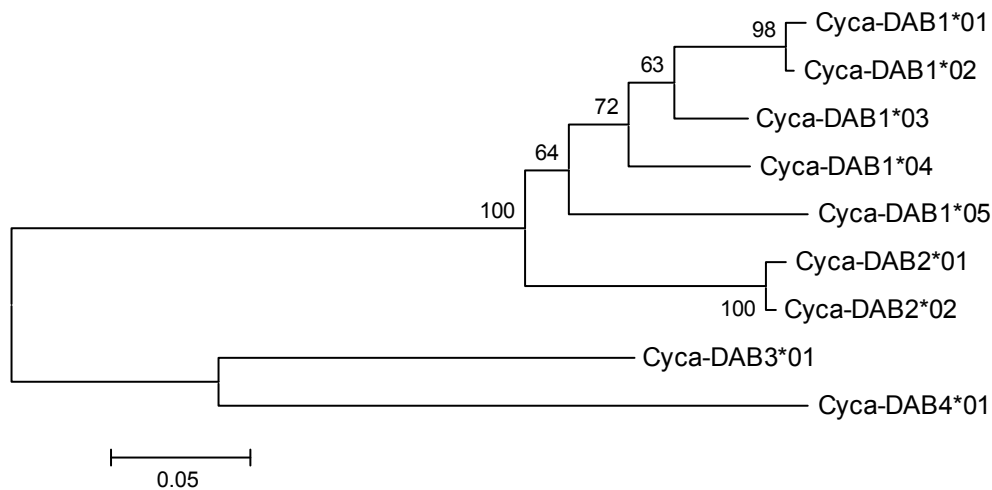 98
Cyca-DAB1*01
Cyca-DAB1*02
63
Cyca-DAB1*03
72
Cyca-DAB1*04
64
Cyca-DAB1*05
100
Cyca-DAB2*01
100
Cyca-DAB2*02
Cyca-DAB3*01
Cyca-DAB4*01
0.05